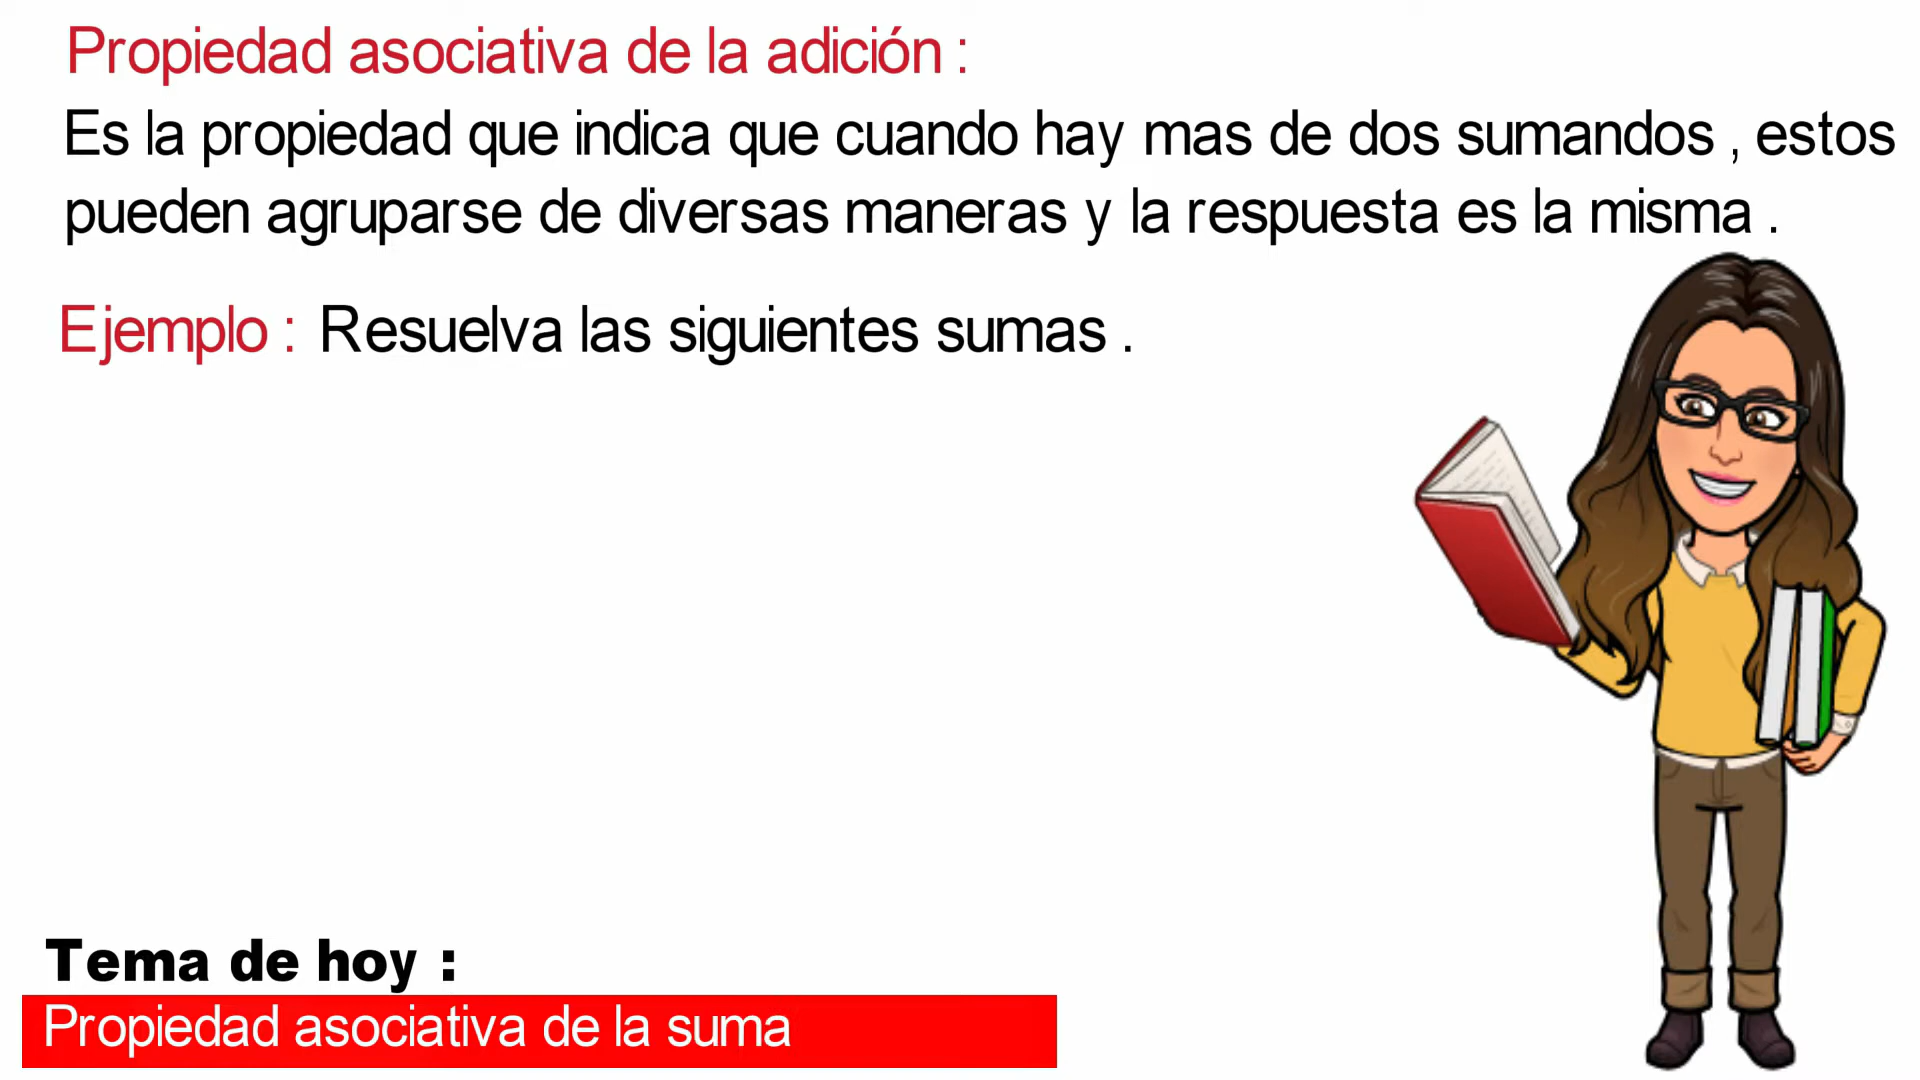 Propiedad asociativa de la adición :
Es la propiedad que indica que cuando hay mas de dos sumandos , estos
pueden agruparse de diversas maneras y la respuesta es la misma .
Ejemplo : Resuelva las siguientes sumas .
Tema de hoy :
Propiedad asociativa de la suma